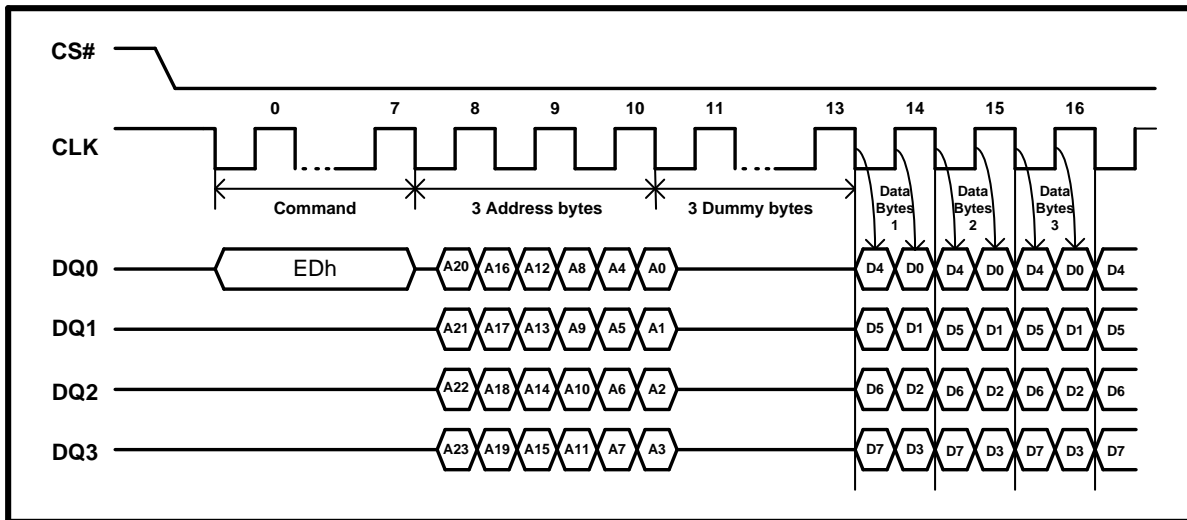 CS#
0 7 8 9 10 11 13 14 15 16
CLK
Command 3 Address bytes 3 Dummy bytes
Data Bytes 1
Data Bytes 2
Data Bytes 3
DQ0 EDh A20 A16 A12 A8 A4 A0 D4 D0 D4 D0 D4 D0 D4
DQ1 A21 A17 A13 A9 A5 A1 D5 D1 D5 D1 D5 D1 D5
DQ2 A22 A18 A14 A10 A6 A2 D6 D2 D6 D2 D6 D2 D6
DQ3 A23 A19 A15 A11 A7 A3 D7 D3 D7 D3 D7 D3 D7